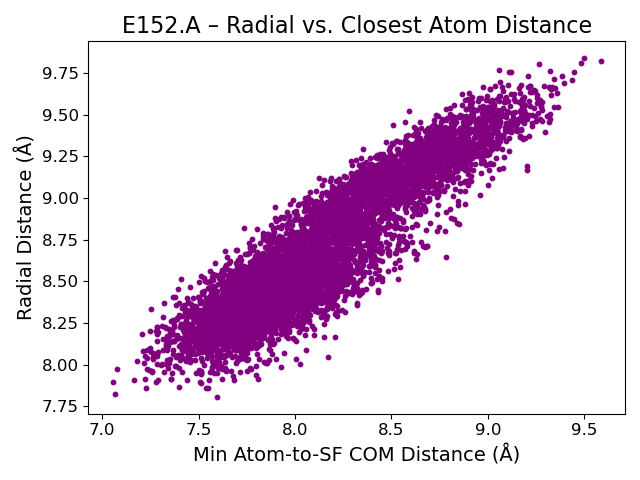 E152.A – Radial vs. Closest Atom Distance
Radial Distance (Å)
9.75
9.50
9.25
9.00
8.75
8.50
8.25
8.00
7.75
7.0 7.5 8.0 8.5 9.0 9.5
Min Atom-to-SF COM Distance (Å)